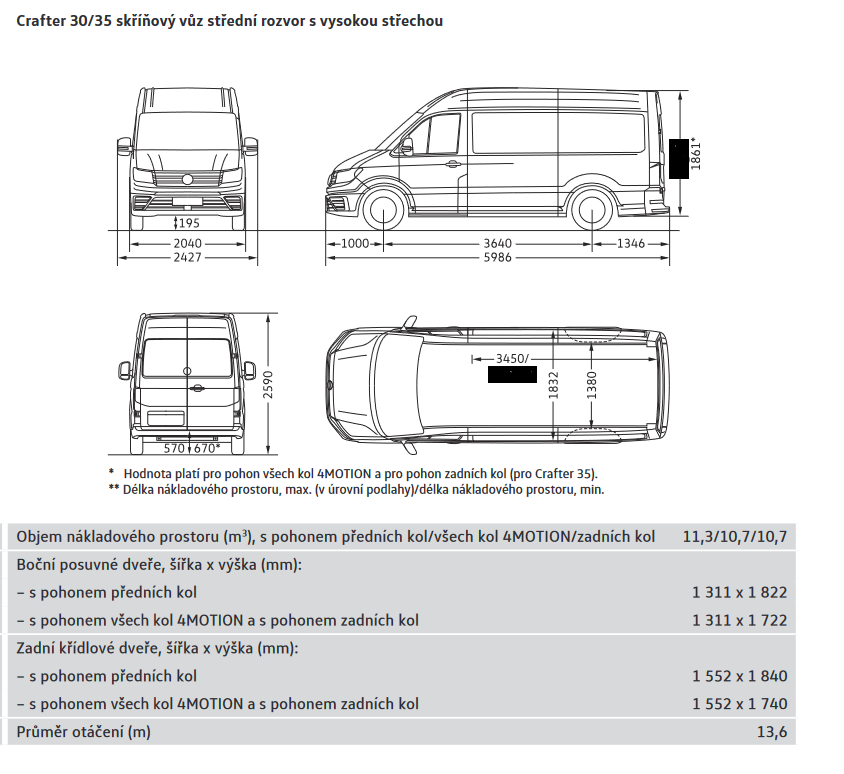 Crafter 30/35 skříňový vůz střední rozvor s vysokou střechou
1861*
195
2040
2427
1000
3640
1346
5986
2590
570
670*
3450/
1832
1380
* Hodnota platí pro pohon všech kol 4MOTION a pro pohon zadních kol (pro Crafter 35).
** Délka nákladového prostoru, max. (v úrovní podlahy)/délka nákladového prostoru, min.
Objem nákladového prostoru (m³), s pohonem předních kol/všech kol 4MOTION/zadních kol 11,3/10,7/10,7
Boční posuvné dveře, šířka x výška (mm):
– s pohonem předních kol 1 311 x 1 822
– s pohonem všech kol 4MOTION a s pohonem zadních kol 1 311 x 1 722
Zadní křídlové dveře, šířka x výška (mm):
– s pohonem předních kol 1 552 x 1 840
– s pohonem všech kol 4MOTION a s pohonem zadních kol 1 552 x 1 740
Průměr otáčení (m) 13,6